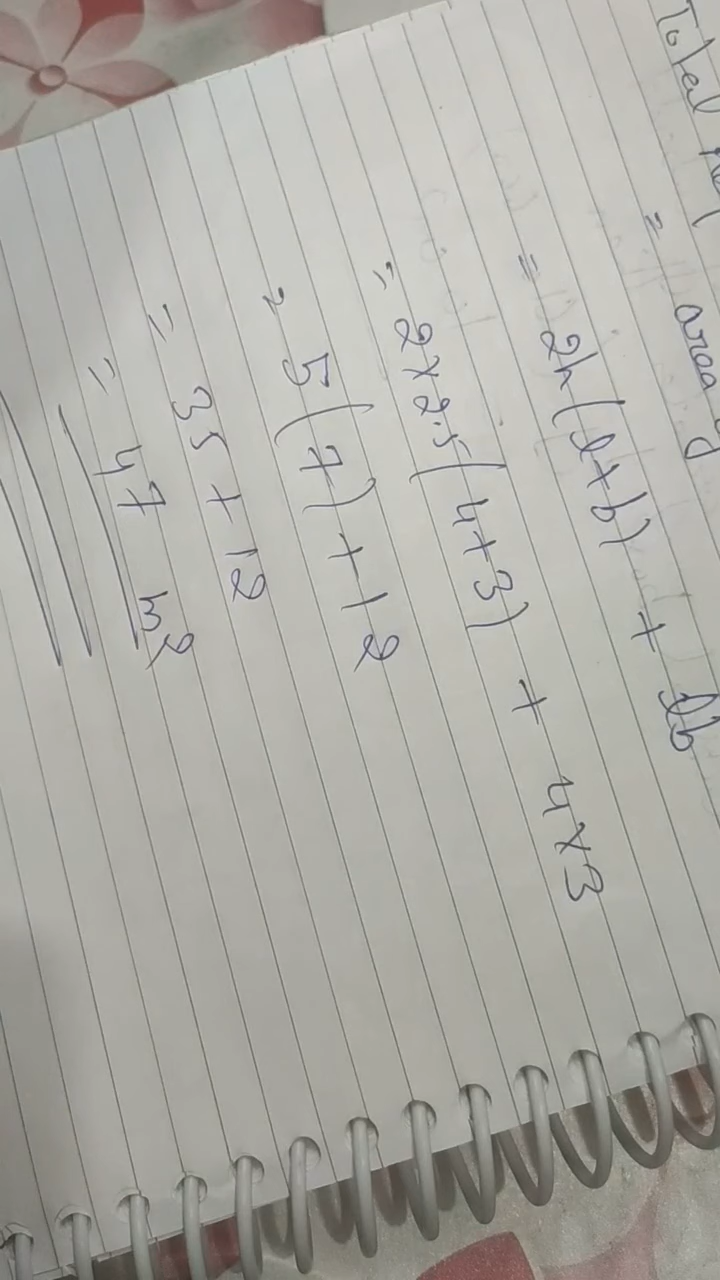 Total
= area
= 2h(l+b) + lb
= 2×2.5(4+3) + 4×3
= 5(7)+12
= 35+12
= 47 m2